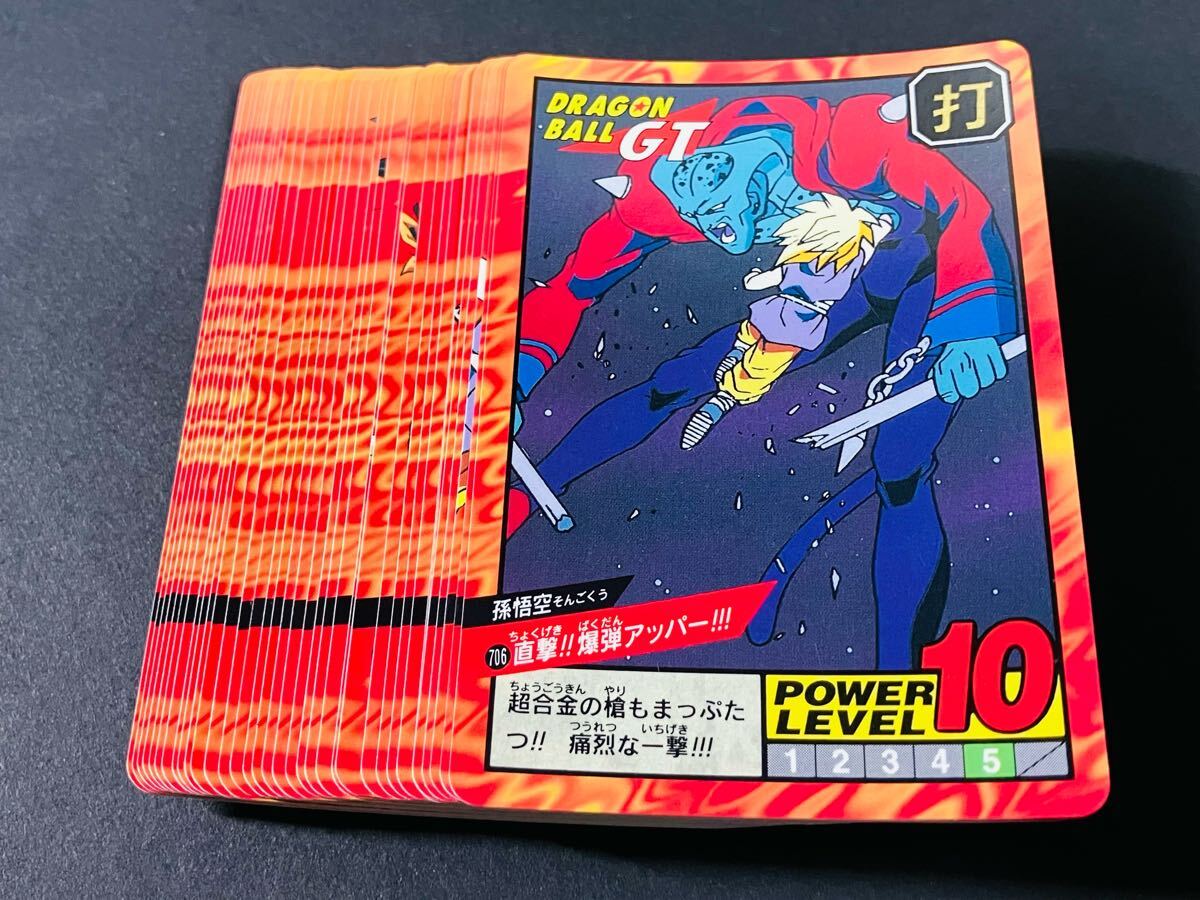 DRAGON
BALL GT
打
孫悟空そんごくう
ちょくげき ばくだん
706 直撃!!爆弾アッパー!!!
ちょうごうきん やり
超合金の槍もまっぷた
つうれつ いちげき
つ!! 痛烈な一撃!!!
POWER
LEVEL 10
1 2 3 4 5